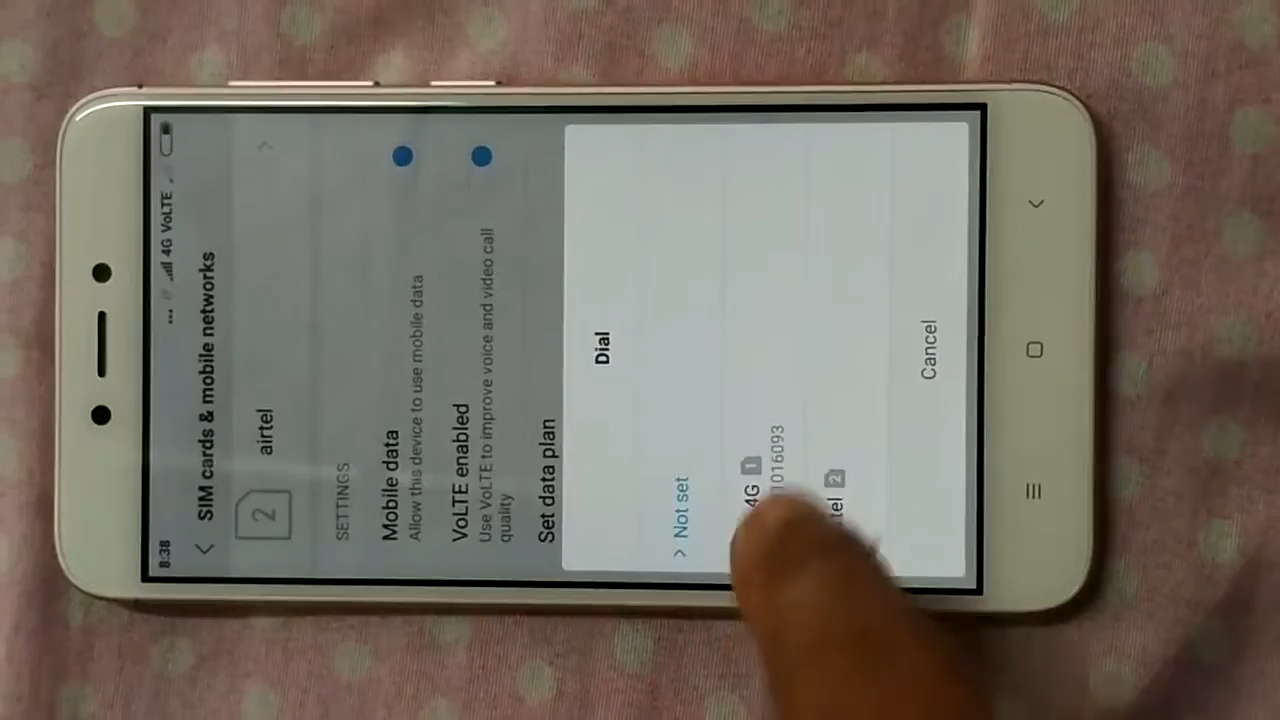 8:38
... 4G VoLTE
SIM cards & mobile networks
2
airtel
SETTINGS
Mobile data
Allow this device to use mobile data
VoLTE enabled
Use VoLTE to improve voice and video call
quality
Set data plan
Dial
Not set
4G 1
1016093
tel 2
Cancel